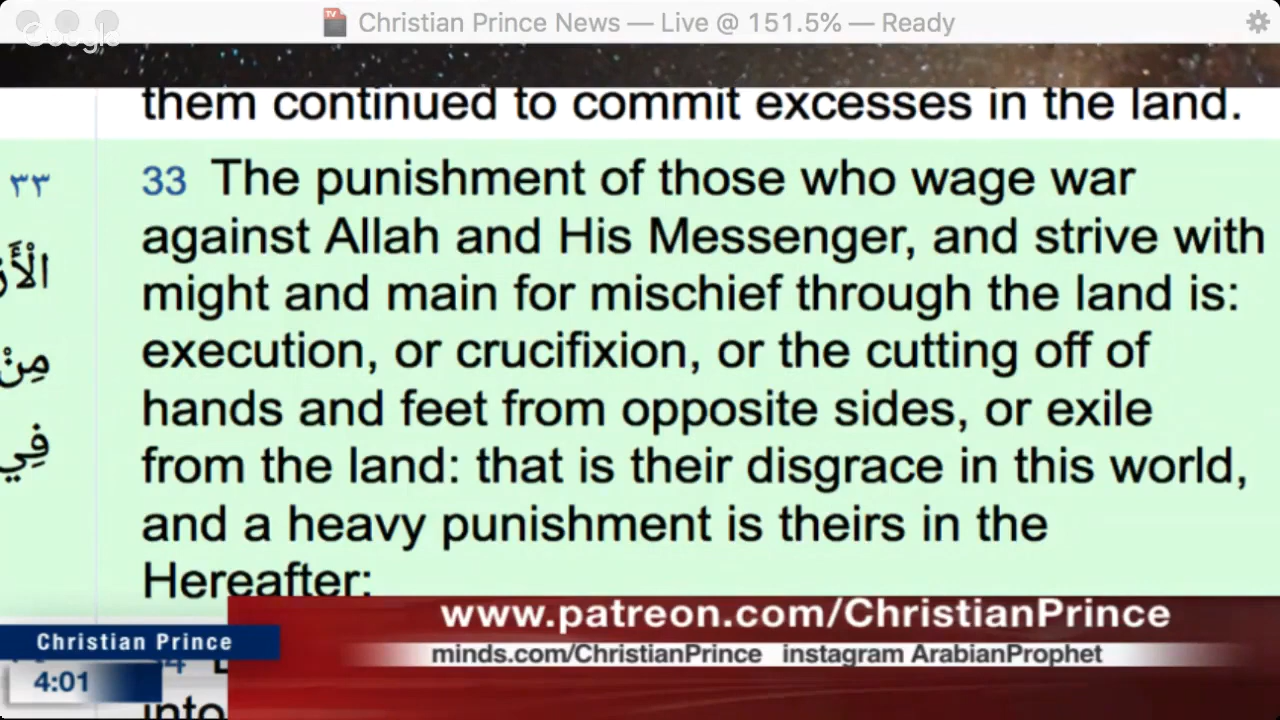 Christian Prince News — Live @ 151.5% — Ready
Google
them continued to commit excesses in the land.
٣٣
33 The punishment of those who wage war
against Allah and His Messenger, and strive with
might and main for mischief through the land is:
execution, or crucifixion, or the cutting off of
hands and feet from opposite sides, or exile
from the land: that is their disgrace in this world,
and a heavy punishment is theirs in the
Hereafter;
مِنْ
فِي
into
www.patreon.com/ChristianPrince
minds.com/ChristianPrince instagram ArabianProphet
Christian Prince
4:01